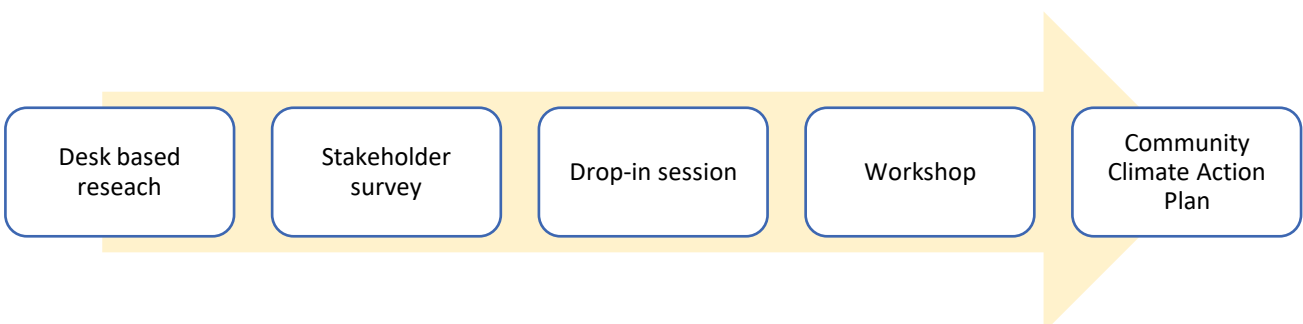 Desk based
reseach
Stakeholder
survey
Drop-in session
Workshop
Community
Climate Action
Plan